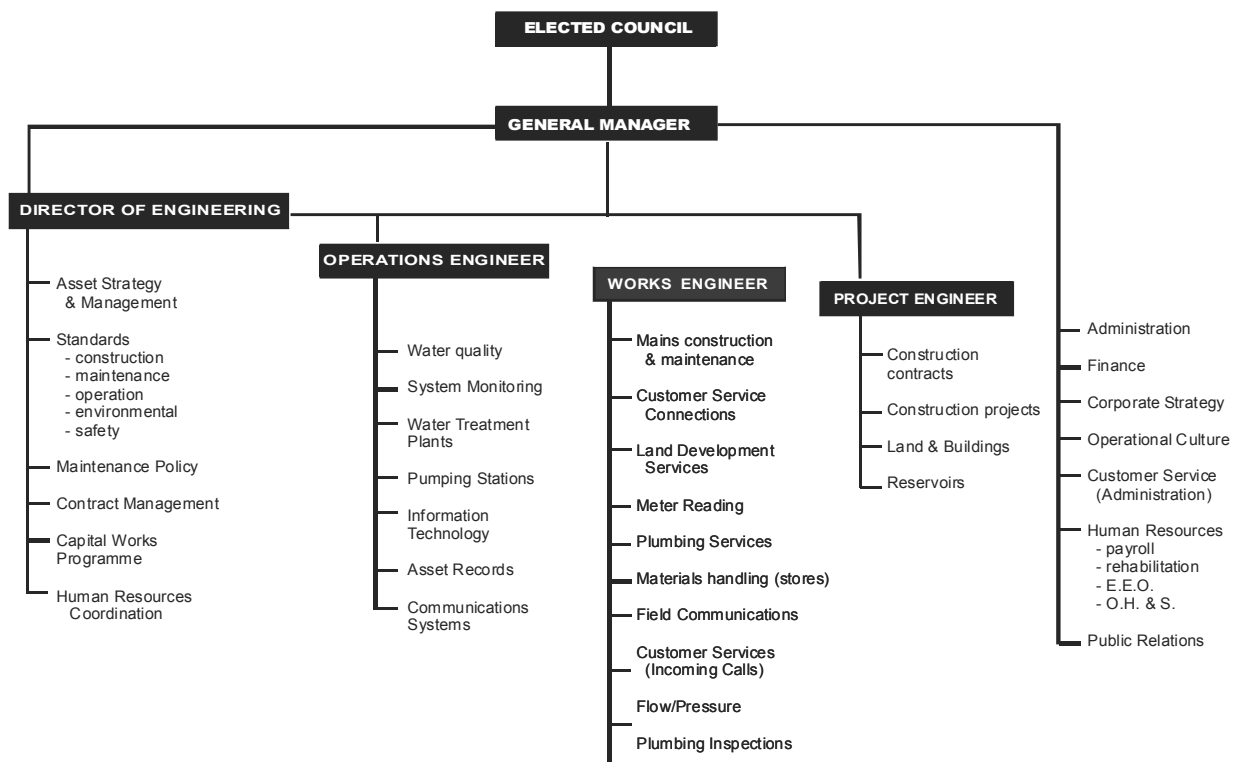 ELECTED COUNCIL
GENERAL MANAGER
DIRECTOR OF ENGINEERING
Asset Strategy
& Management
Standards
- construction
- maintenance
- operation
- environmental
- safety
Maintenance Policy
Contract Management
Capital Works
Programme
Human Resources
Coordination
OPERATIONS ENGINEER
Water quality
System Monitoring
Water Treatment
Plants
Pumping Stations
Information
Technology
Asset Records
Communications
Systems
WORKS ENGINEER
Mains construction
& maintenance
Customer Service
Connections
Land Development
Services
Meter Reading
Plumbing Services
Materials handling (stores)
Field Communications
Customer Services
(Incoming Calls)
Flow/Pressure
Plumbing Inspections
PROJECT ENGINEER
Construction
contracts
Construction projects
Land & Buildings
Reservoirs
Administration
Finance
Corporate Strategy
Operational Culture
Customer Service
(Administration)
Human Resources
- payroll
- rehabilitation
- E.E.O.
- O.H. & S.
Public Relations